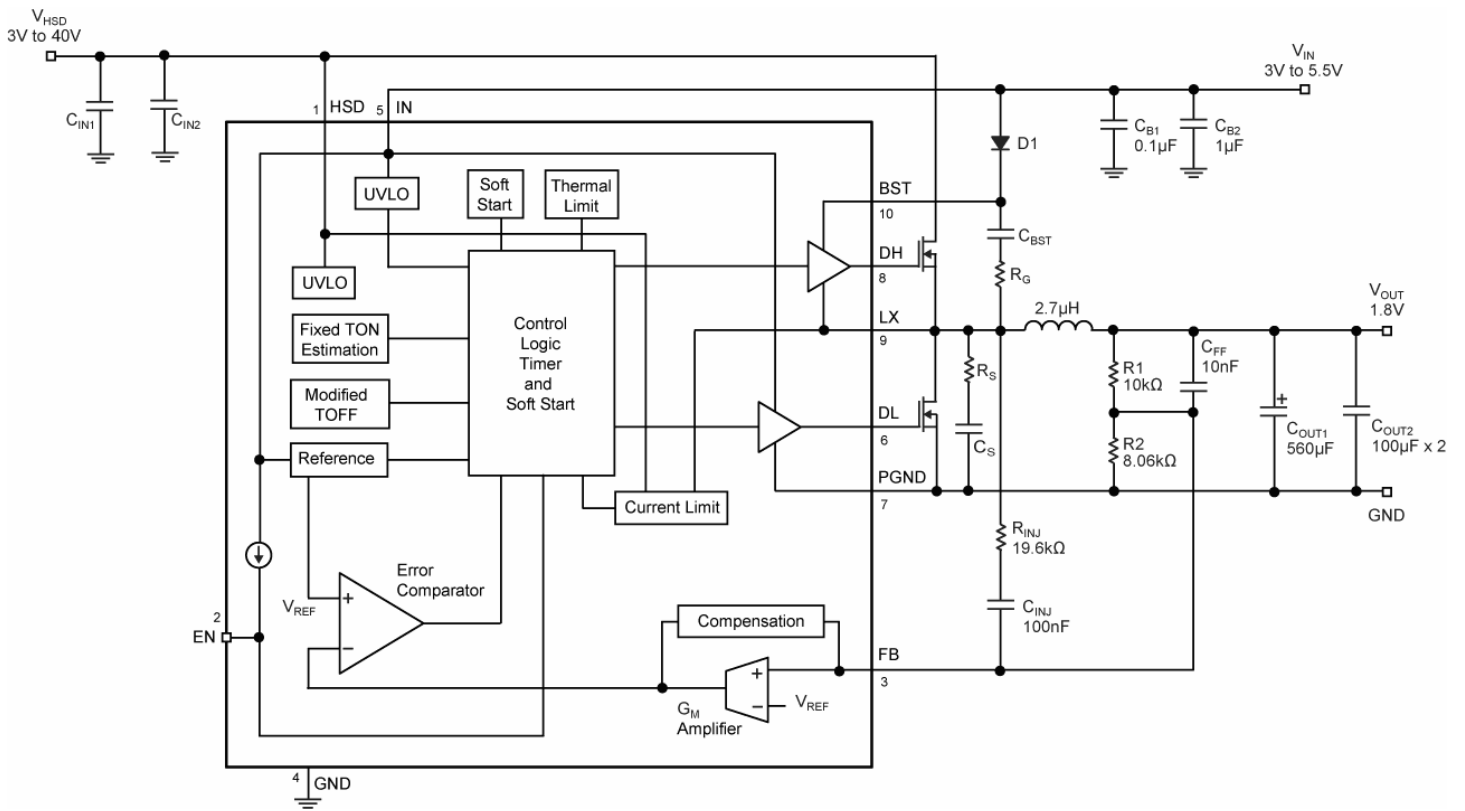 VHSD
3V to 40V
VIN
3V to 5.5V
CIN1
CIN2
1
HSD
5
IN
D1
CB1
0.1µF
CB2
1µF
UVLO
Soft
Start
Thermal
Limit
BST
10
CBST
UVLO
DH
8
RG
Fixed TON
Estimation
Control
Logic
Timer
and
Soft Start
LX
9
2.7µH
VOUT
1.8V
RS
R1
10kΩ
CFF
10nF
Modified
TOFF
DL
6
CS
R2
8.06kΩ
COUT1
560µF
+
COUT2
100µF x 2
Reference
PGND
7
Current Limit
GND
RINJ
19.6kΩ
Error
Comparator
VREF
+
−
2
EN
Compensation
CINJ
100nF
FB
3
+
−
VREF
GM
Amplifier
4
GND